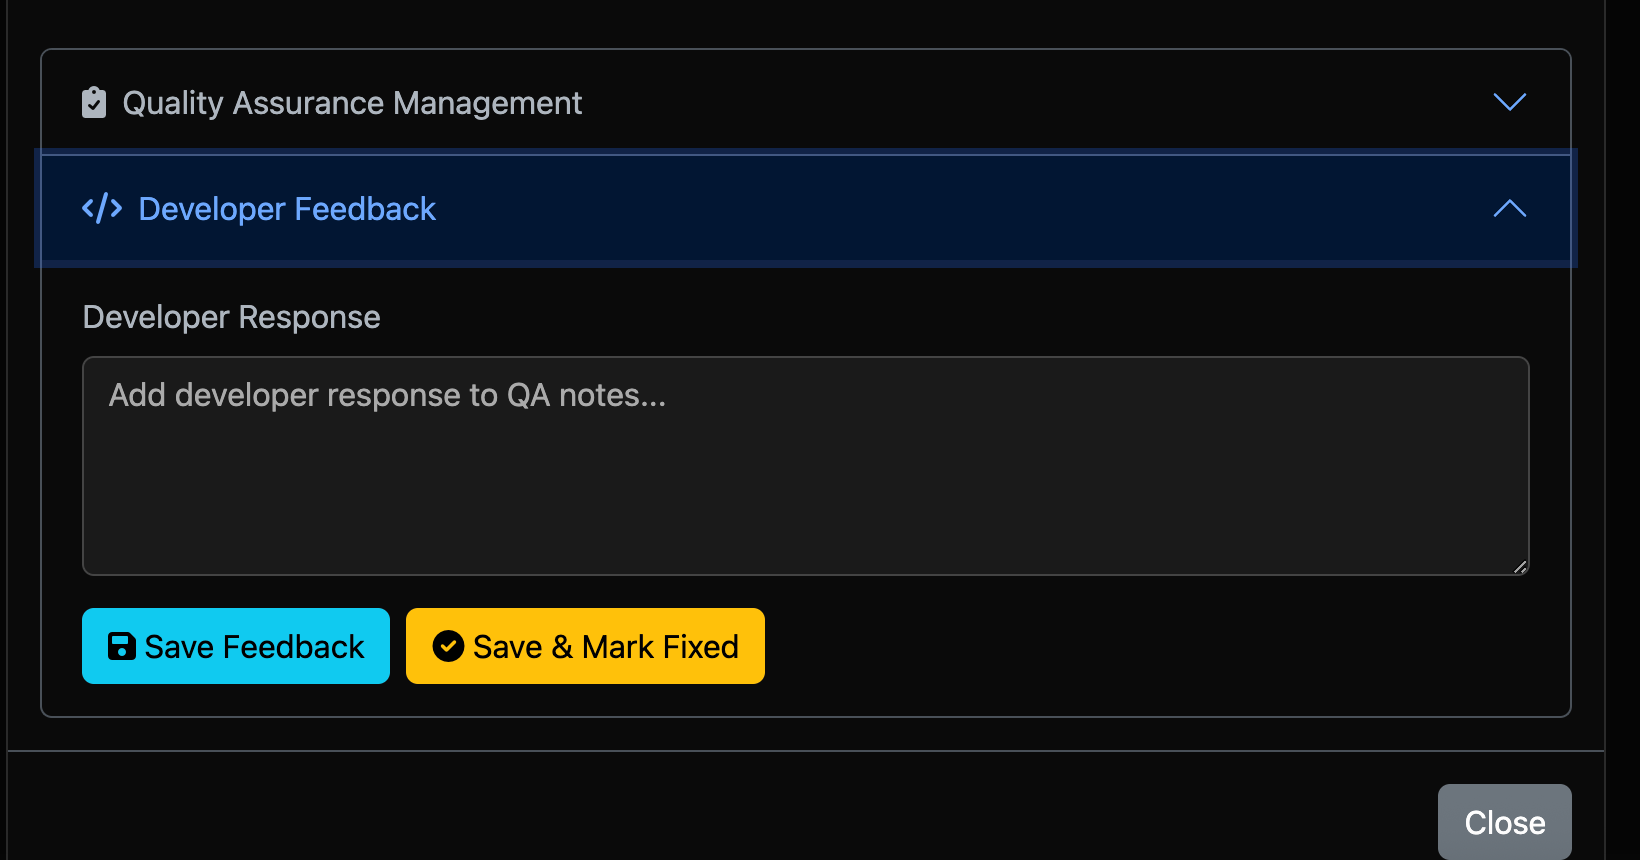 Quality Assurance Management
Developer Feedback
Developer Response
Add developer response to QA notes...
Save Feedback
Save & Mark Fixed
Close